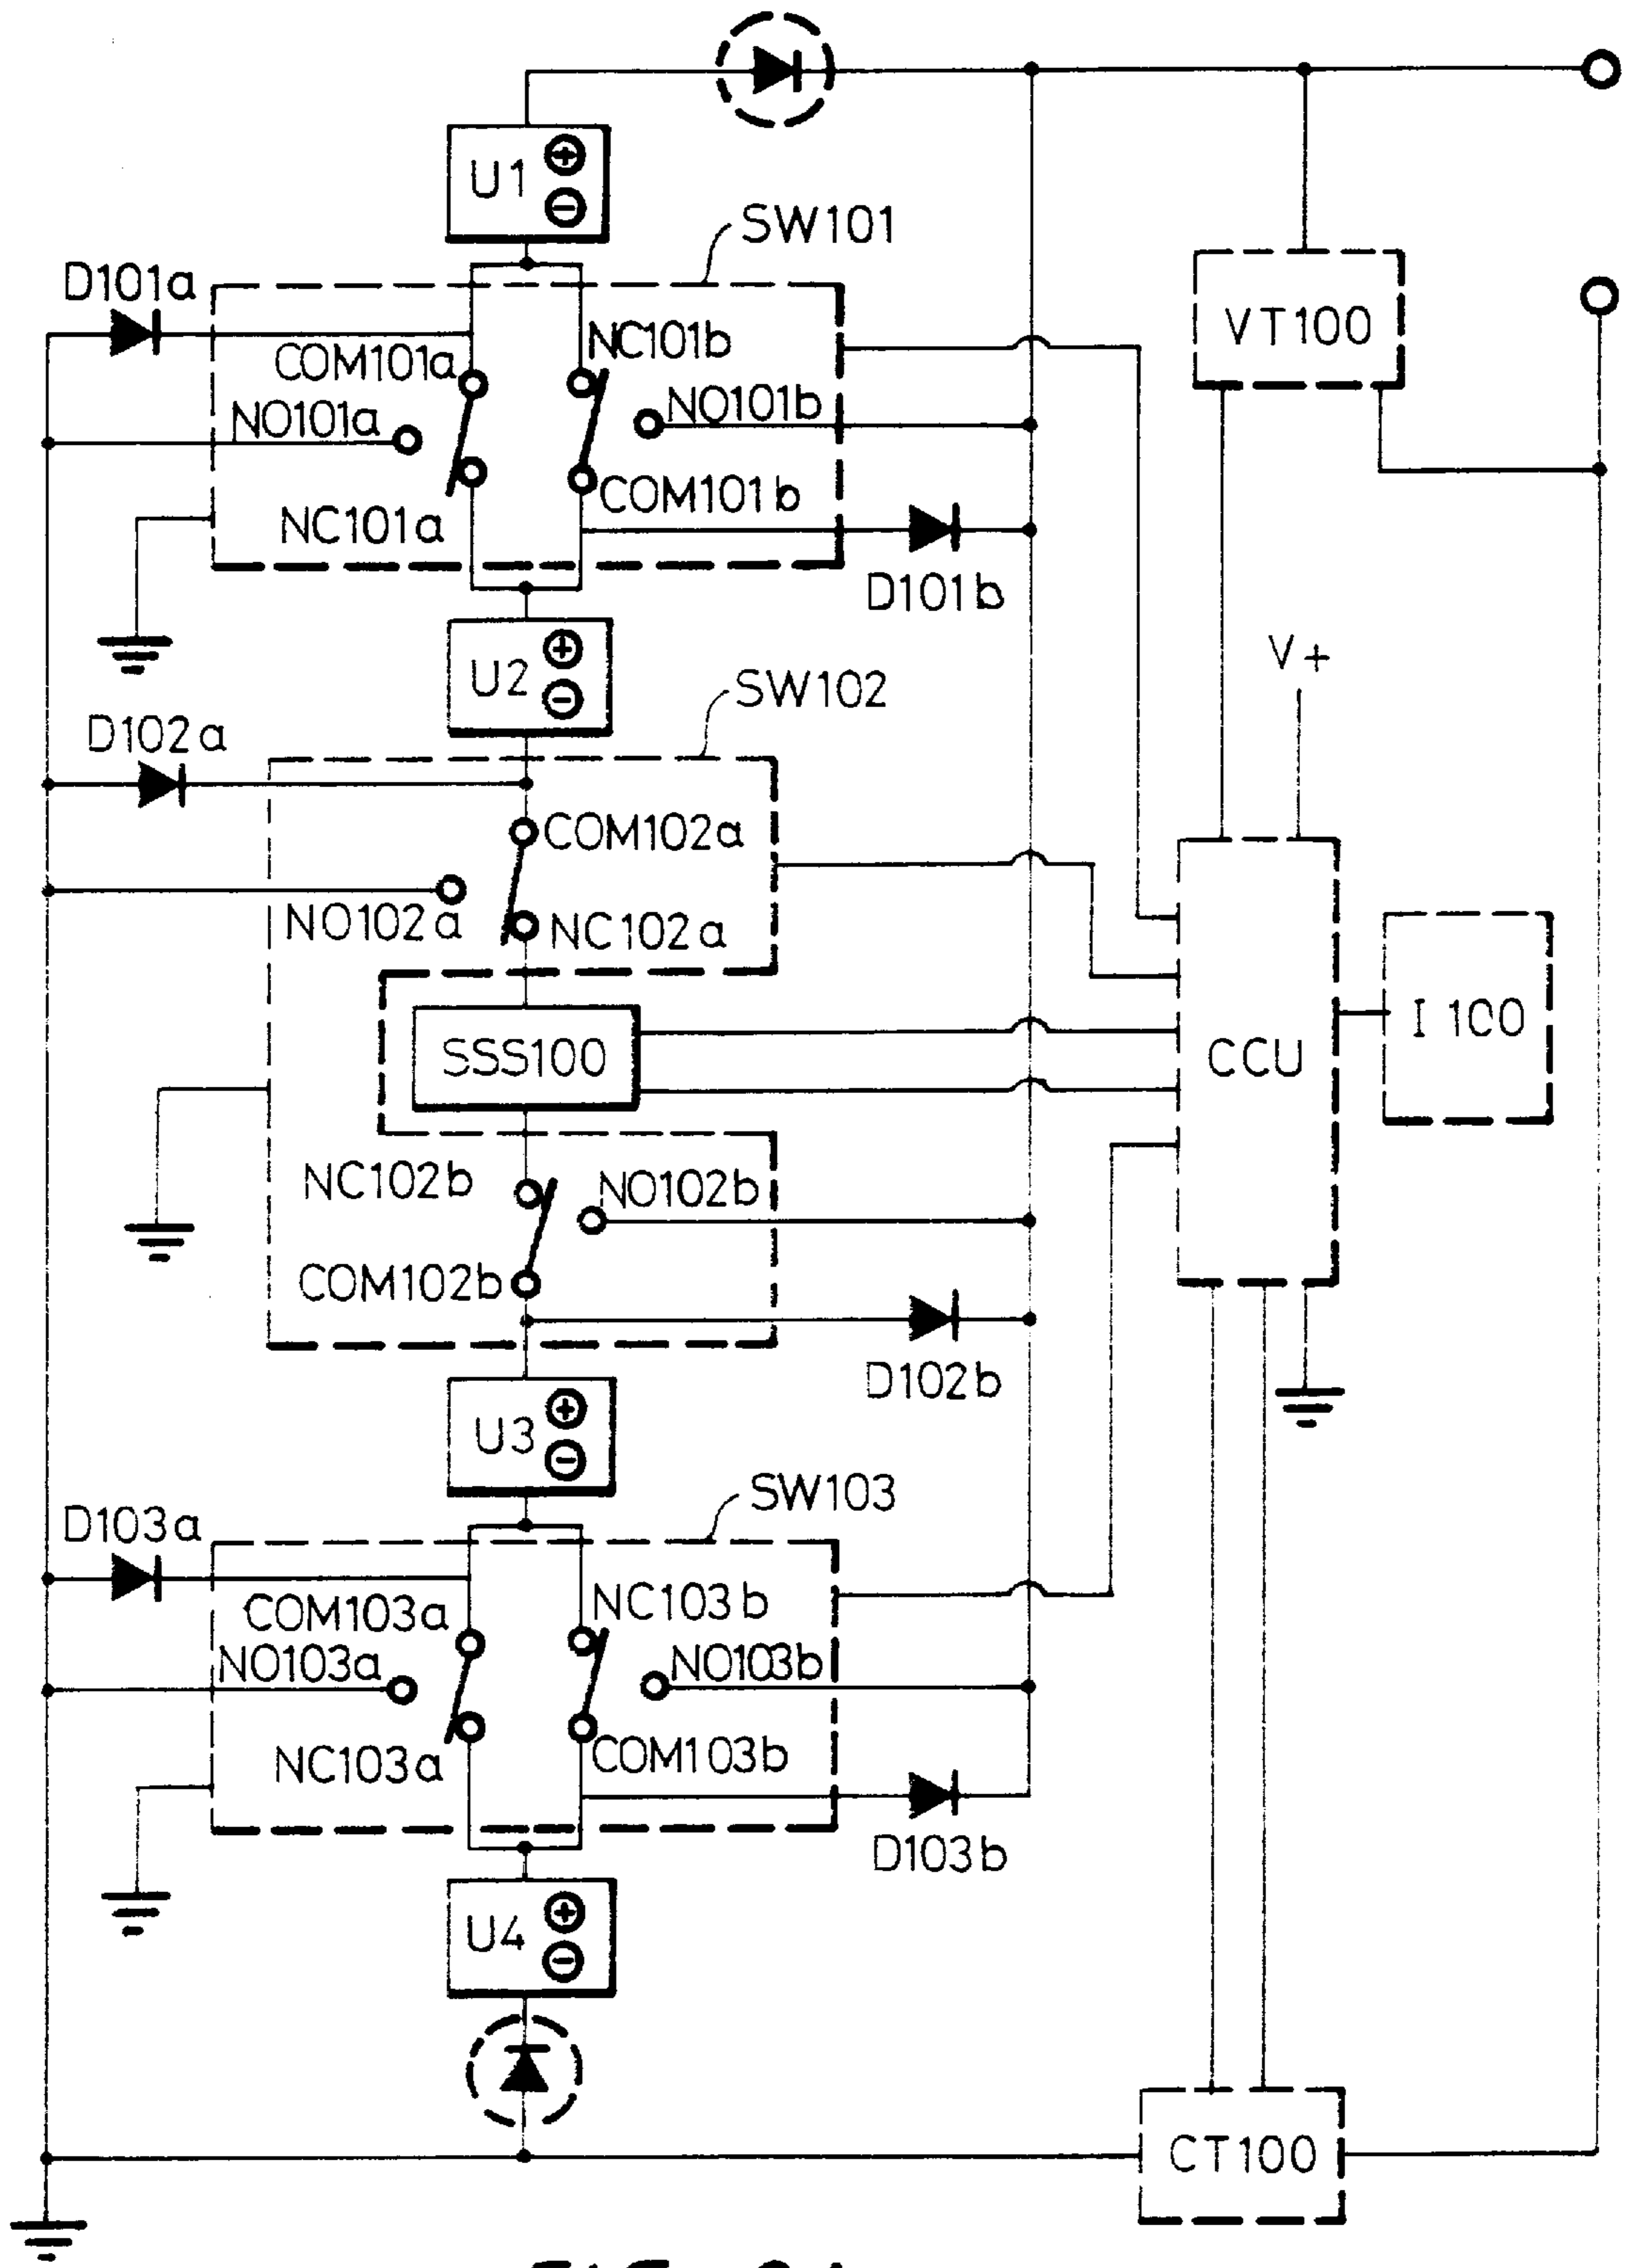 U1
SW101
D101a
VT100
NC101b
COM101a
NO101a
NO101b
COM101b
NC101a
D101b
U2
V+
SW102
D102a
COM102a
NO102a
NC102a
SSS100
CCU
I 100
NC102b
NO102b
COM102b
D102b
U3
SW103
D103a
COM103a
NC103b
NO103a
NO103b
NC103a
COM103b
D103b
U4
CT100